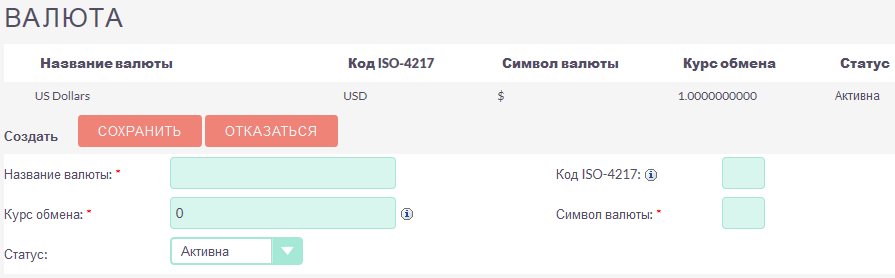 ВАЛЮТА
Название валюты Код ISO-4217 Символ валюты Курс обмена Статус
US Dollars USD $ 1.0000000000 Активна
Создать СОХРАНИТЬ ОТКАЗАТЬСЯ
Название валюты: * Код ISO-4217:
Курс обмена: * 0 Символ валюты: *
Статус: Активна